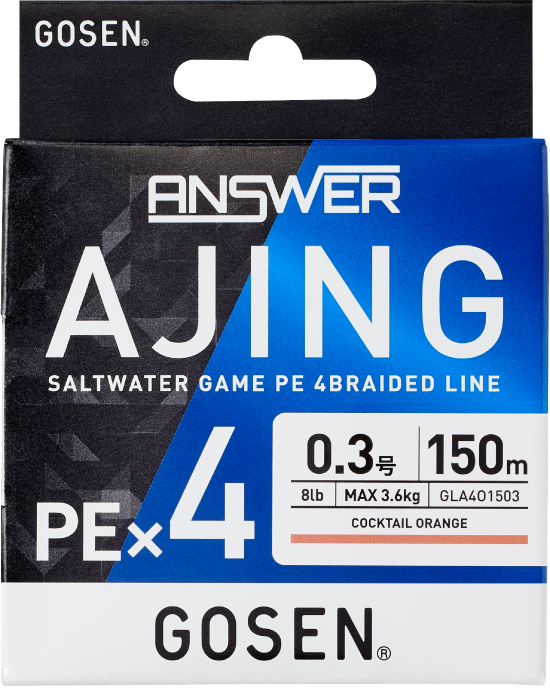 GOSEN®
ANSWER
AJING
SALTWATER GAME PE 4BRAIDED LINE
PE×4
0.3号 150m
8lb MAX 3.6kg GLA4O1503
COCKTAIL ORANGE
GOSEN®